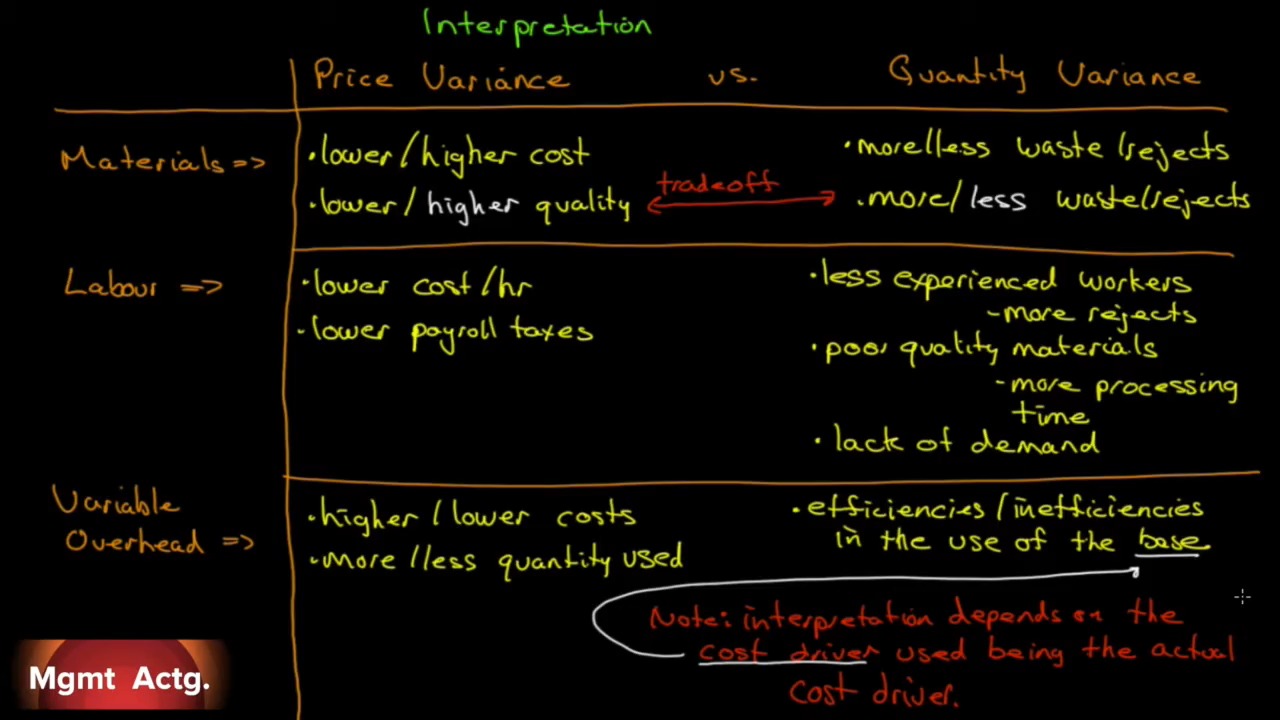 Interpretation
Price Variance vs. Quantity Variance
Materials =>
• lower/higher cost
• lower/higher quality
tradeoff
• more/less waste/rejects
• more/less waste/rejects
Labour =>
• lower cost/hr
• lower payroll taxes
• less experienced workers
- more rejects
• poor quality materials
- more processing
time
• lack of demand
Variable
Overhead =>
• higher/lower costs
• more/less quantity used
• efficiencies/inefficiencies
in the use of the base
Note: interpretation depends on the
cost driver used being the actual
cost driver.
Mgmt Actg.